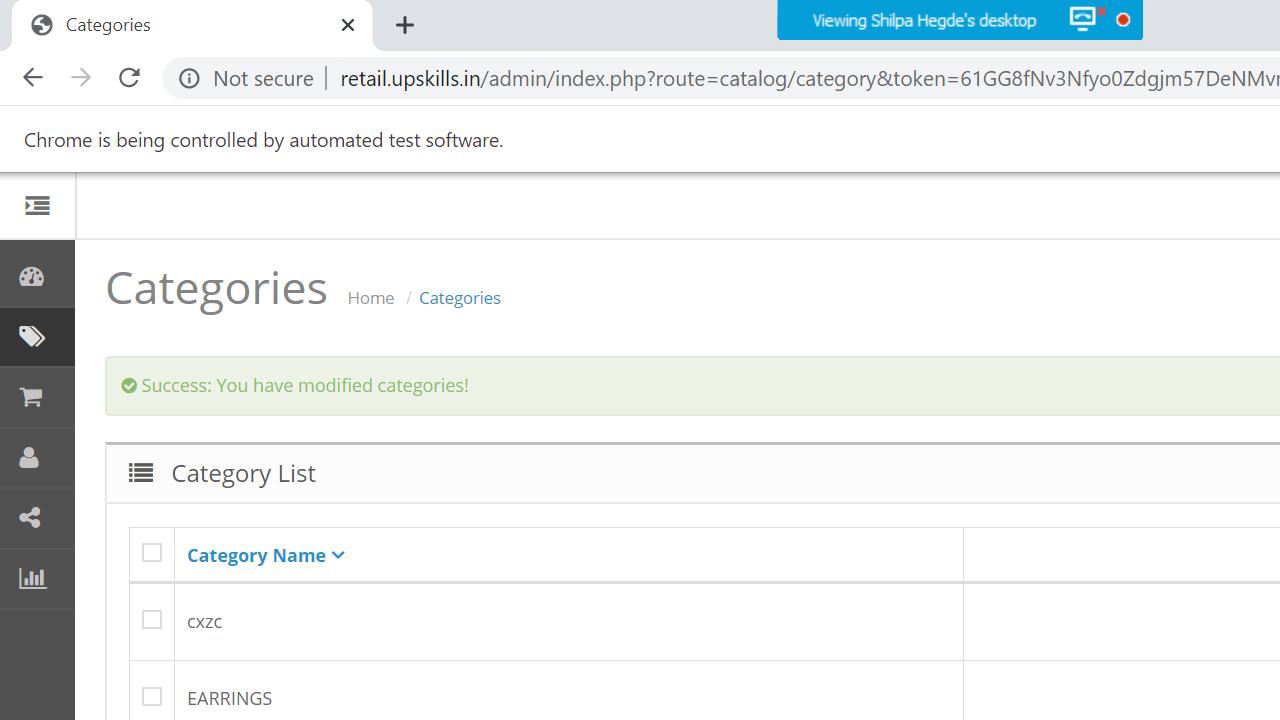 Categories
Viewing Shilpa Hegde's desktop
Not secure retail.upskills.in/admin/index.php?route=catalog/category&token=61GG8fNv3Nfyo0Zdgjm57DeNMv
Chrome is being controlled by automated test software.
Categories Home / Categories
Success: You have modified categories!
Category List
Category Name
cxzc
EARRINGS